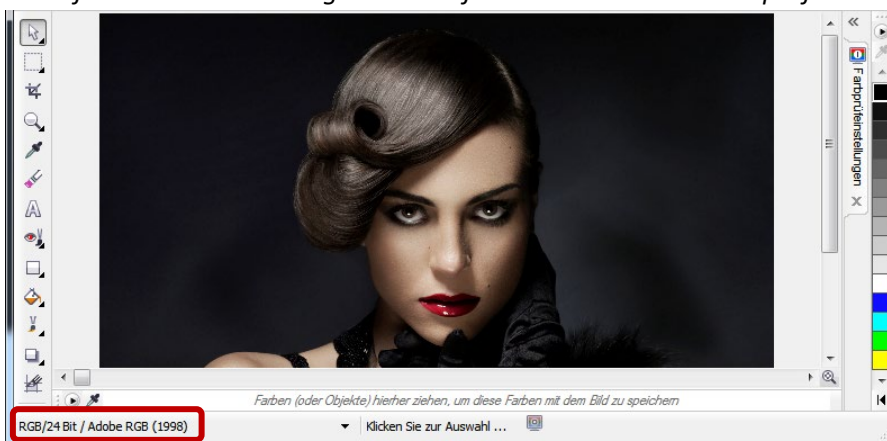 Farbprüfeinstellungen
Farben (oder Objekte) hierher ziehen, um diese Farben mit dem Bild zu speichern
RGB/24 Bit / Adobe RGB (1998)
Klicken Sie zur Auswahl ...